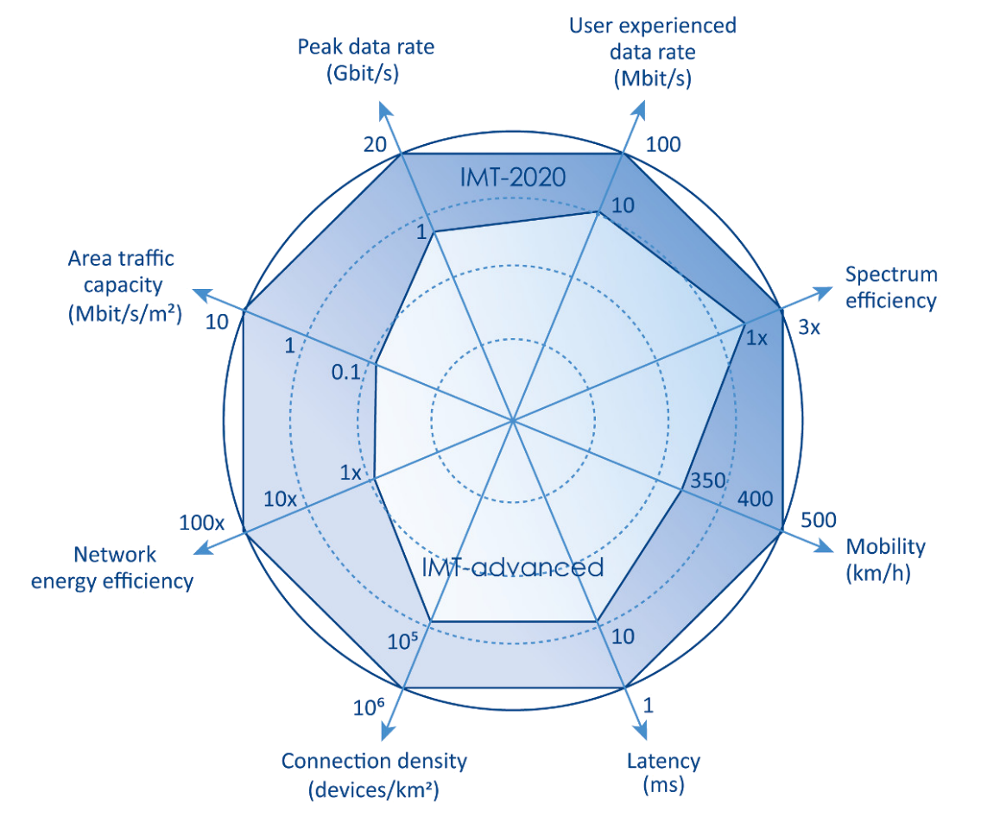 User experienced
data rate
(Mbit/s)
Peak data rate
(Gbit/s)
20
100
IMT-2020
10
1
Area traffic
capacity
(Mbit/s/m²)
Spectrum
efficiency
10
3x
1
1x
0.1
1x
350
10x
400
100x
500
Network
energy efficiency
Mobility
(km/h)
IMT-advanced
10⁵
10
10⁶
1
Connection density
(devices/km²)
Latency
(ms)